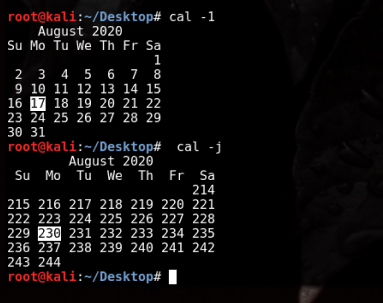 root@kali:~/Desktop# cal -1
    August 2020
Su Mo Tu We Th Fr Sa
                   1
 2  3  4  5  6  7  8
 9 10 11 12 13 14 15
16 17 18 19 20 21 22
23 24 25 26 27 28 29
30 31
root@kali:~/Desktop#  cal -j
        August 2020
 Su  Mo  Tu  We  Th  Fr  Sa
                        214
215 216 217 218 219 220 221
222 223 224 225 226 227 228
229 230 231 232 233 234 235
236 237 238 239 240 241 242
243 244
root@kali:~/Desktop#